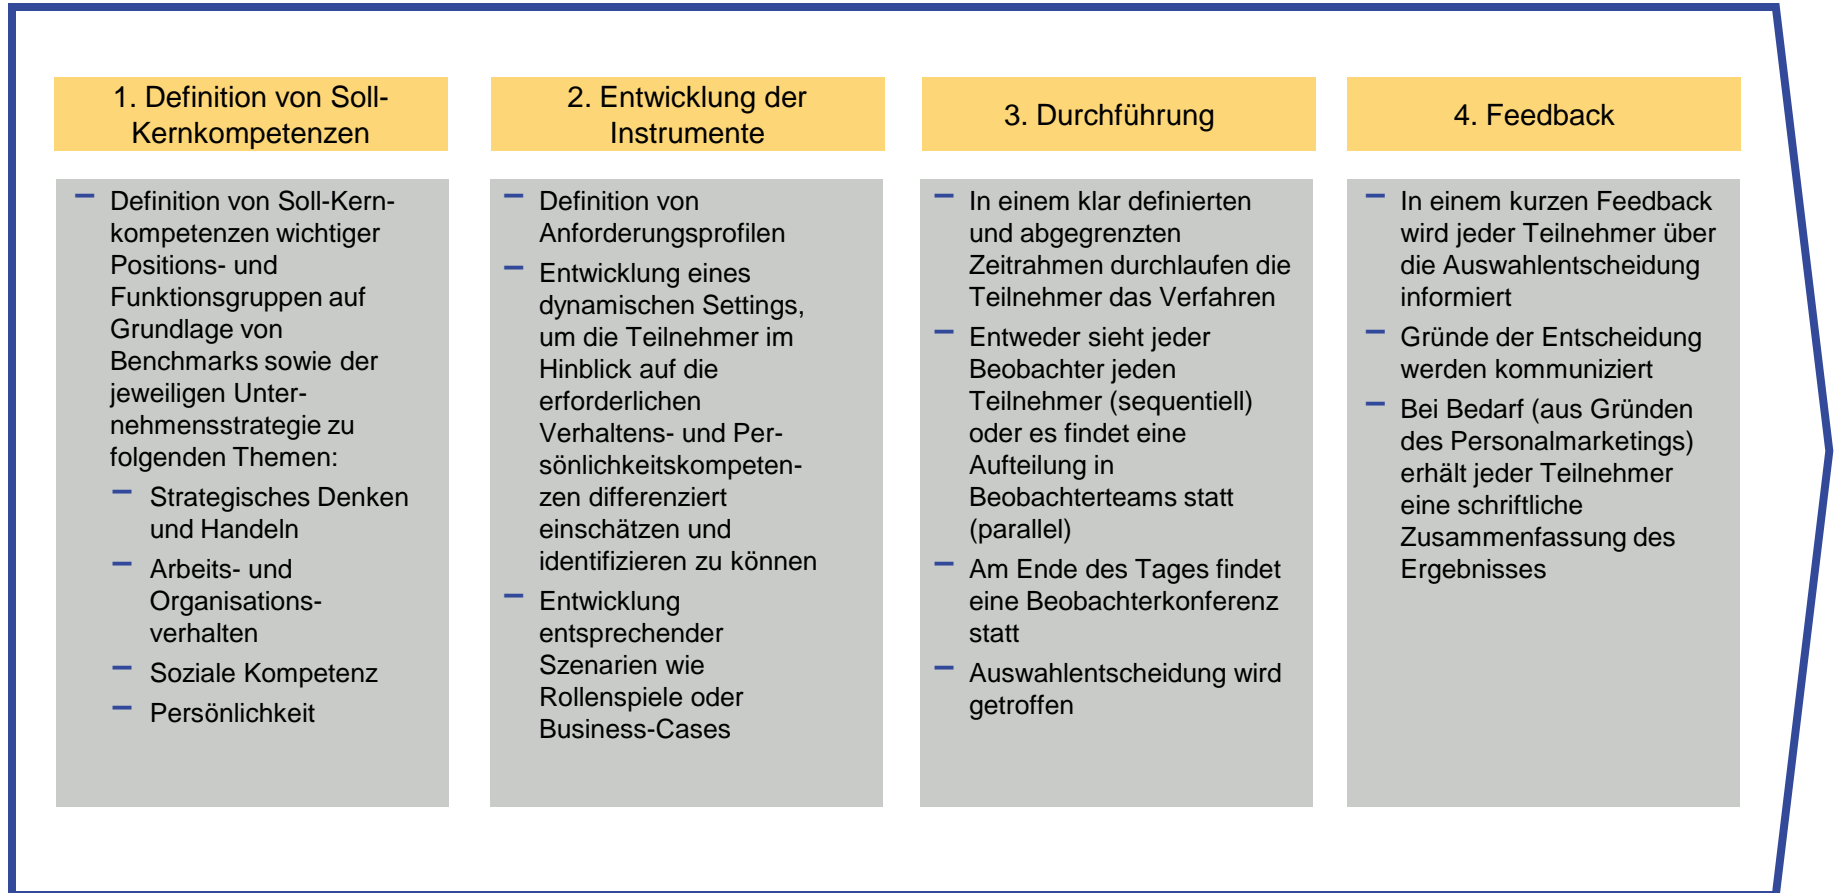 1. Definition von Soll-
Kernkompetenzen
– Definition von Soll-Kern-
kompetenzen wichtiger
Positions- und
Funktionsgruppen auf
Grundlage von
Benchmarks sowie der
jeweiligen Unter-
nehmensstrategie zu
folgenden Themen:
– Strategisches Denken
und Handeln
– Arbeits- und
Organisations-
verhalten
– Soziale Kompetenz
– Persönlichkeit
2. Entwicklung der
Instrumente
– Definition von
Anforderungsprofilen
– Entwicklung eines
dynamischen Settings,
um die Teilnehmer im
Hinblick auf die
erforderlichen
Verhaltens- und Per-
sönlichkeitskompeten-
zen differenziert
einschätzen und
identifizieren zu können
– Entwicklung
entsprechender
Szenarien wie
Rollenspiele oder
Business-Cases
3. Durchführung
– In einem klar definierten
und abgegrenzten
Zeitrahmen durchlaufen die
Teilnehmer das Verfahren
– Entweder sieht jeder
Beobachter jeden
Teilnehmer (sequentiell)
oder es findet eine
Aufteilung in
Beobachterteams statt
(parallel)
– Am Ende des Tages findet
eine Beobachterkonferenz
statt
– Auswahlentscheidung wird
getroffen
4. Feedback
– In einem kurzen Feedback
wird jeder Teilnehmer über
die Auswahlentscheidung
informiert
– Gründe der Entscheidung
werden kommuniziert
– Bei Bedarf (aus Gründen
des Personalmarketings)
erhält jeder Teilnehmer
eine schriftliche
Zusammenfassung des
Ergebnisses